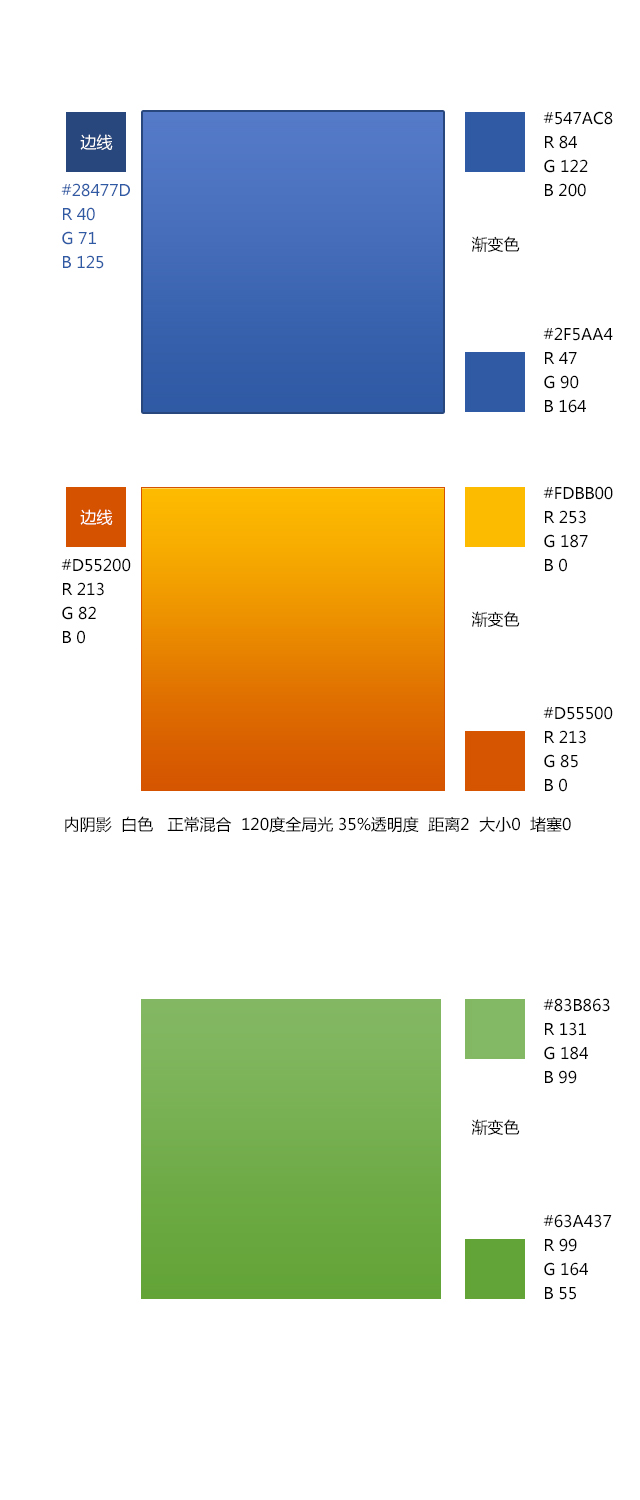 边线
#28477D
R 40
G 71
B 125
#547AC8
R 84
G 122
B 200
渐变色
#2F5AA4
R 47
G 90
B 164
边线
#D55200
R 213
G 82
B 0
#FDBB00
R 253
G 187
B 0
渐变色
#D55500
R 213
G 85
B 0
内阴影 白色 正常混合 120度全局光 35%透明度 距离2 大小0 堵塞0
#83B863
R 131
G 184
B 99
渐变色
#63A437
R 99
G 164
B 55